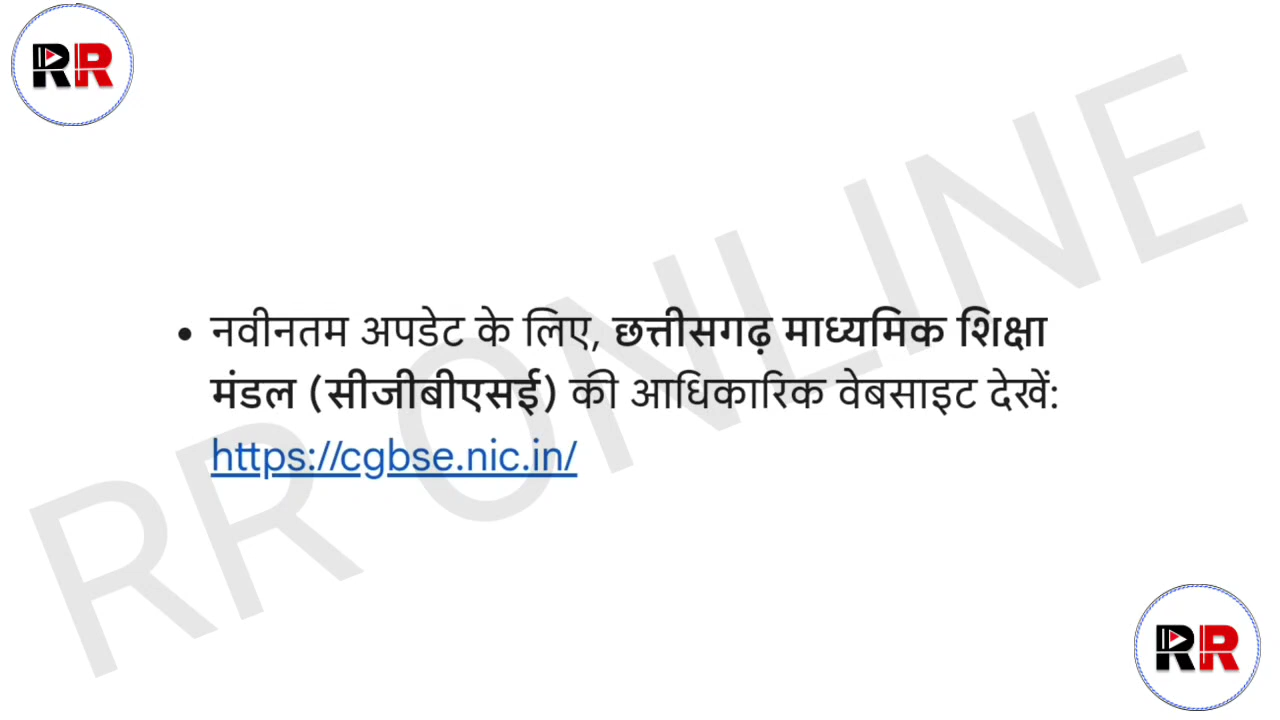 RR
• नवीनतम अपडेट के लिए, छत्तीसगढ़ माध्यमिक शिक्षा
मंडल (सीजीबीएसई) की आधिकारिक वेबसाइट देखें:
https://cgbse.nic.in/
RR ONLINE
RR